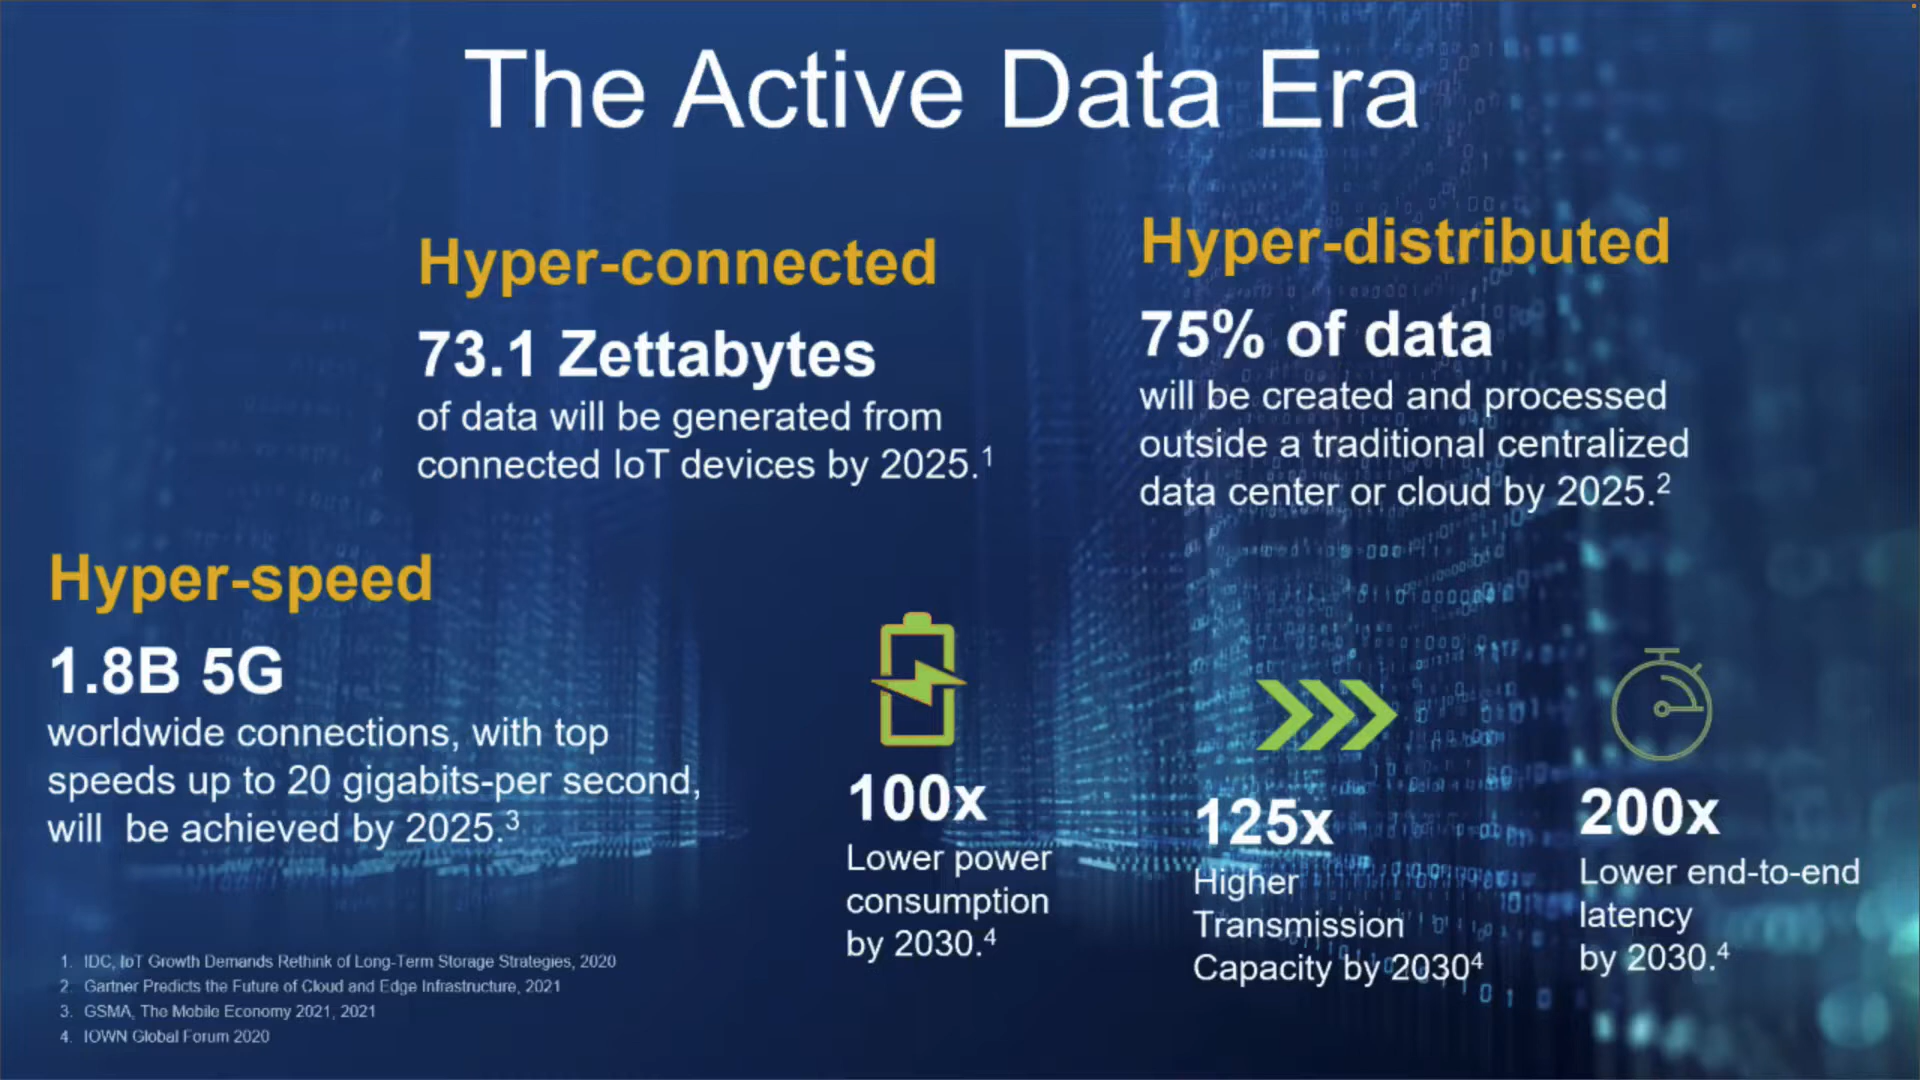 The Active Data Era
Hyper-connected
73.1 Zettabytes
of data will be generated from
connected IoT devices by 2025.¹
Hyper-distributed
75% of data
will be created and processed
outside a traditional centralized
data center or cloud by 2025.²
Hyper-speed
1.8B 5G
worldwide connections, with top
speeds up to 20 gigabits-per second,
will  be achieved by 2025.³
100x
Lower power
consumption
by 2030.⁴
125x
Higher
Transmission
Capacity by 2030⁴
200x
Lower end-to-end
latency
by 2030.⁴
1. IDC, IoT Growth Demands Rethink of Long-Term Storage Strategies, 2020
2. Gartner Predicts the Future of Cloud and Edge Infrastructure, 2021
3. GSMA, The Mobile Economy 2021, 2021
4. IOWN Global Forum 2020